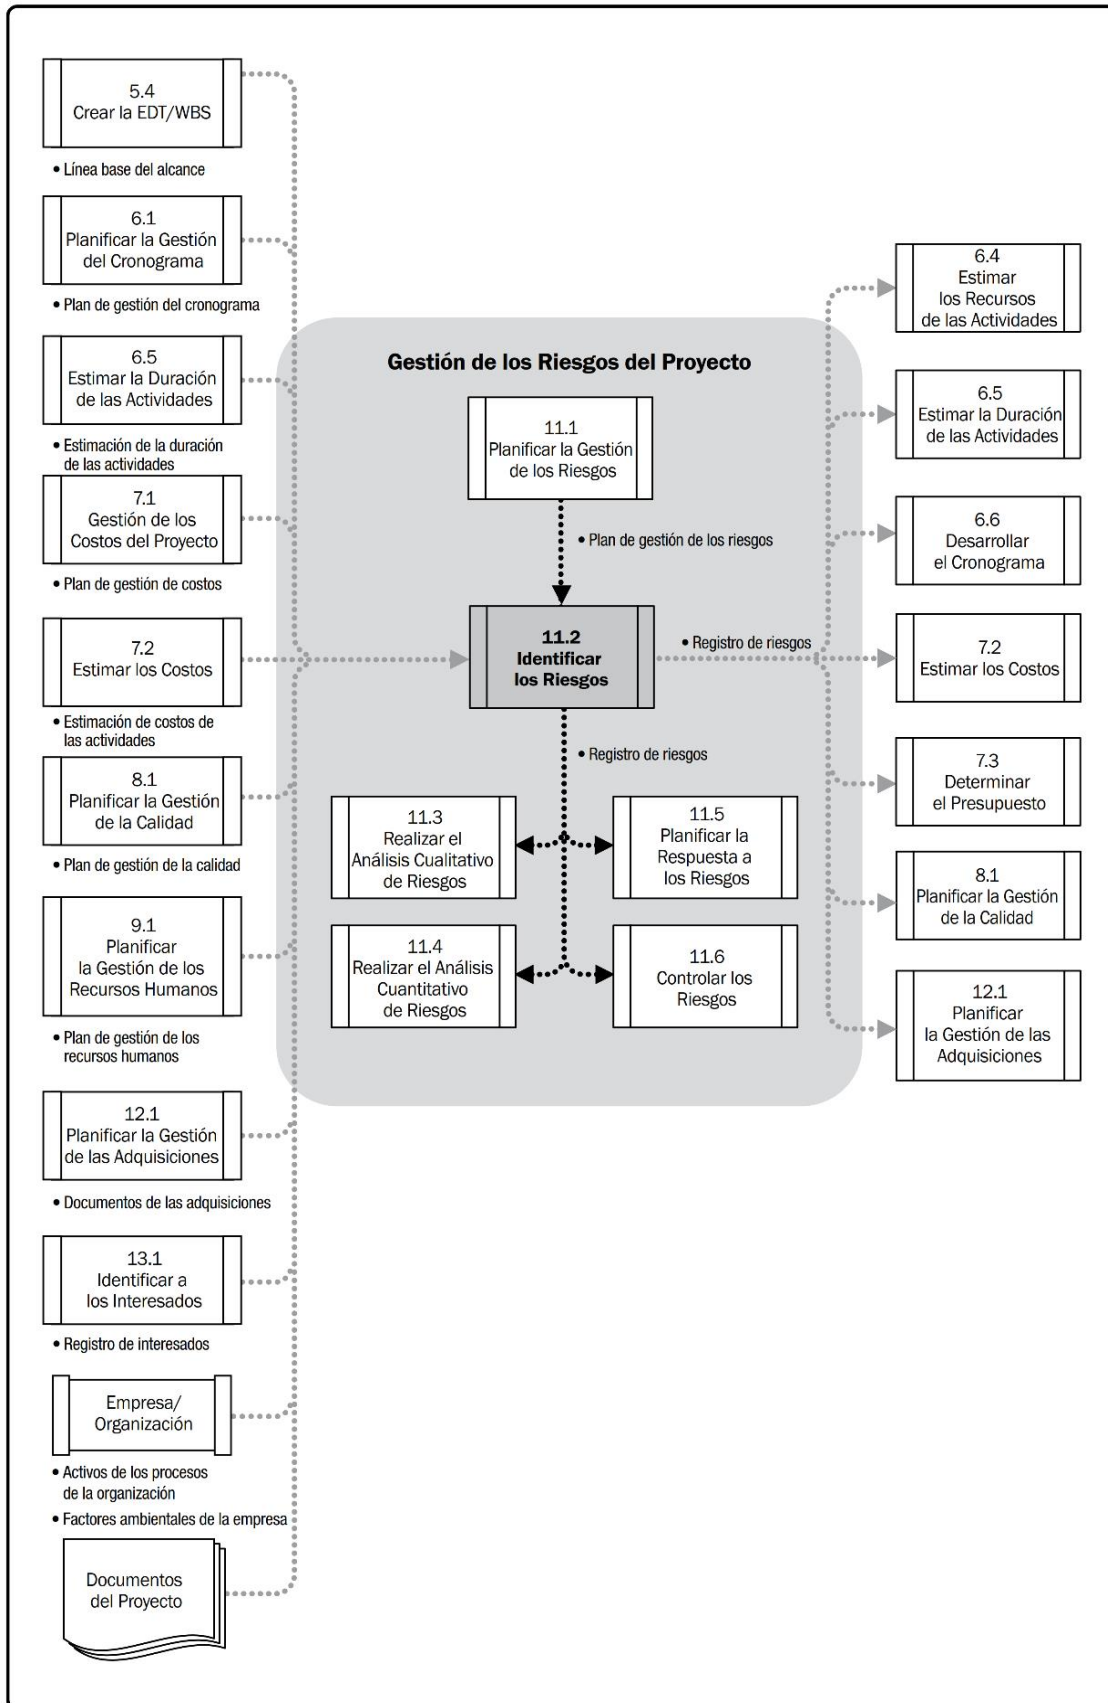 5.4
Crear la EDT/WBS
• Línea base del alcance
6.1
Planificar la Gestión
del Cronograma
• Plan de gestión del cronograma
6.5
Estimar la Duración
de las Actividades
• Estimación de la duración
de las actividades
7.1
Gestión de los
Costos del Proyecto
• Plan de gestión de costos
7.2
Estimar los Costos
• Estimación de costos de
las actividades
8.1
Planificar la Gestión
de la Calidad
• Plan de gestión de la calidad
9.1
Planificar
la Gestión de los
Recursos Humanos
• Plan de gestión de los
recursos humanos
12.1
Planificar la Gestión
de las Adquisiciones
• Documentos de las adquisiciones
13.1
Identificar a
los Interesados
• Registro de interesados
Empresa/
Organización
• Activos de los procesos
de la organización
• Factores ambientales de la empresa
Documentos
del Proyecto
Gestión de los Riesgos del Proyecto
11.1
Planificar la Gestión
de los Riesgos
• Plan de gestión de los riesgos
11.2
Identificar
los Riesgos
• Registro de riesgos
• Registro de riesgos
11.3
Realizar el
Análisis Cualitativo
de Riesgos
11.5
Planificar la
Respuesta a
los Riesgos
11.4
Realizar el Análisis
Cuantitativo
de Riesgos
11.6
Controlar los
Riesgos
6.4
Estimar
los Recursos
de las Actividades
6.5
Estimar la Duración
de las Actividades
6.6
Desarrollar
el Cronograma
7.2
Estimar los Costos
7.3
Determinar
el Presupuesto
8.1
Planificar la Gestión
de la Calidad
12.1
Planificar
la Gestión de las
Adquisiciones